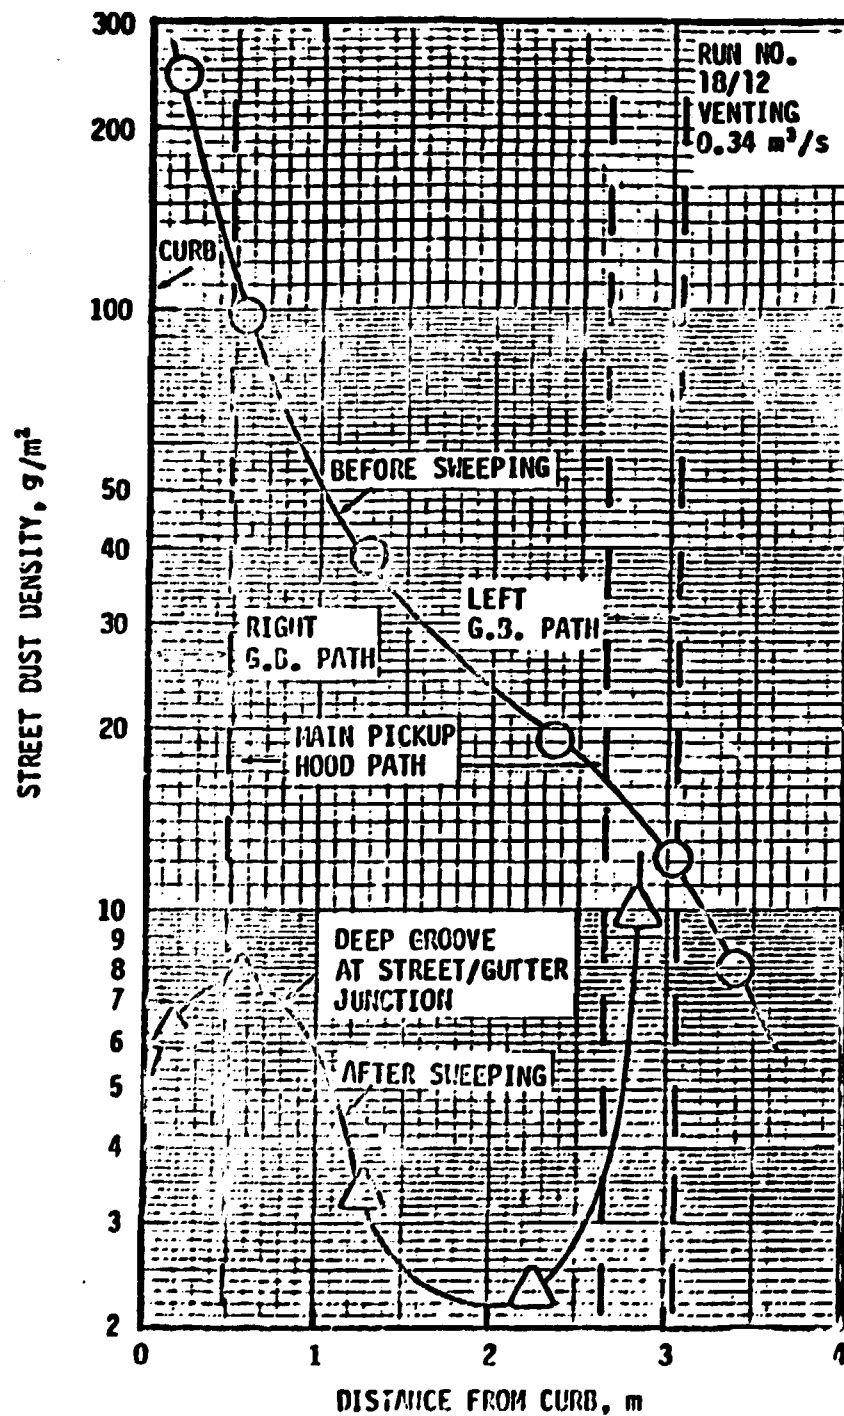 300
RUN NO.
18/12
VENTING
0.34 m³/s
200
CURB
100
BEFORE SWEEPING
50
40
LEFT
G.B. PATH
30
RIGHT
G.B. PATH
20
MAIN PICKUP
HOOD PATH
STREET DUST DENSITY, g/m²
10
9
8
7
6
5
4
3
2
DEEP GROOVE
AT STREET/GUTTER
JUNCTION
AFTER SWEEPING
0 1 2 3 4
DISTANCE FROM CURB, m